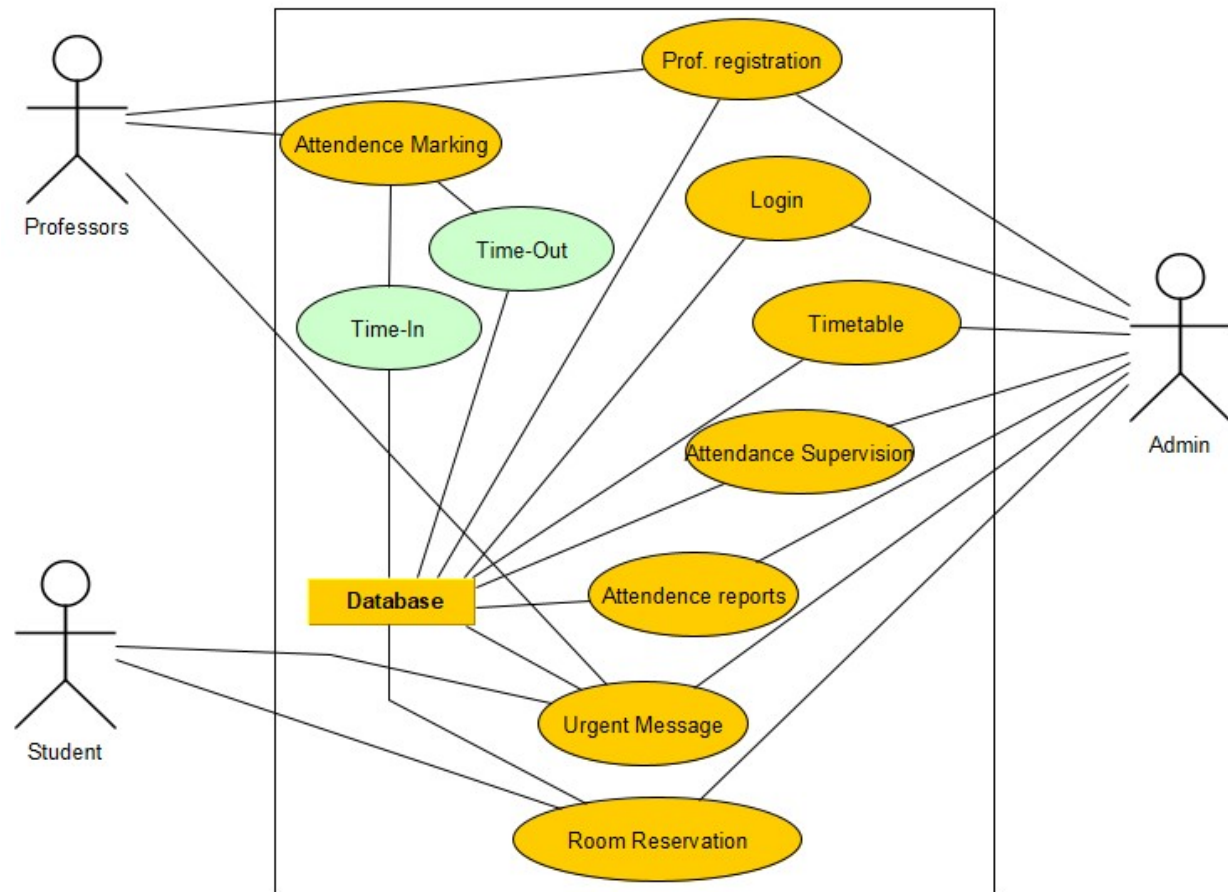 Prof. registration
Attendence Marking
Professors
Login
Time-Out
Time-In
Timetable
Admin
Attendance Supervision
Database
Attendence reports
Student
Urgent Message
Room Reservation